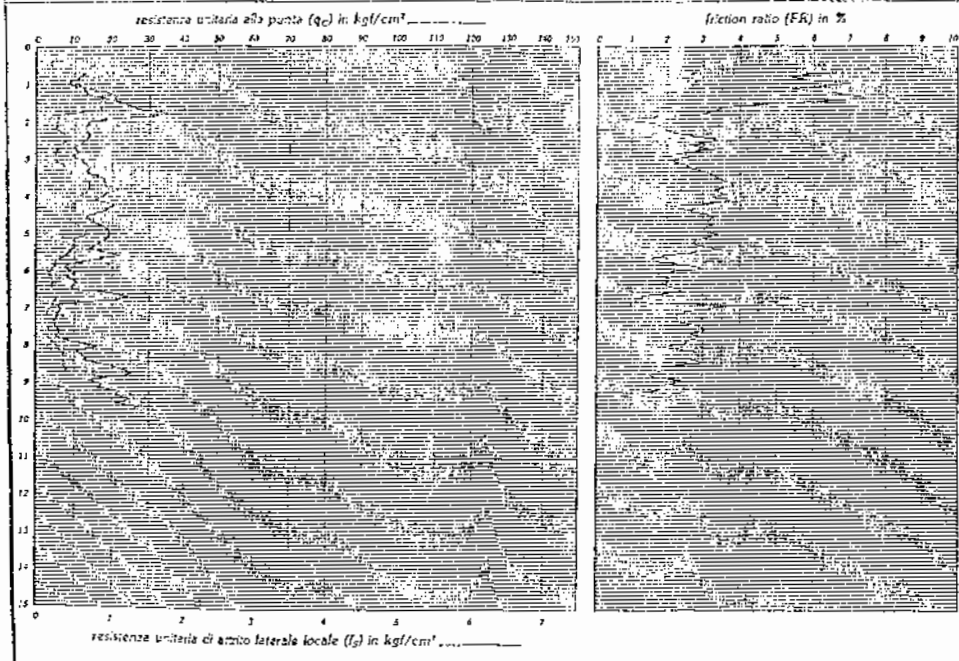 resistenza unitaria alla punta (qc) in kgf/cm²
friction ratio (FR) in %
0 10 20 30 40 50 60 70 80 90 100 110 120 130 140 150
0 1 2 3 4 5 6 7 8 9 10
0
1
2
3
4
5
6
7
8
9
10
11
12
13
14
15
0 1 2 3 4 5 6 7
resistenza unitaria di attrito laterale locale (fs) in kgf/cm²